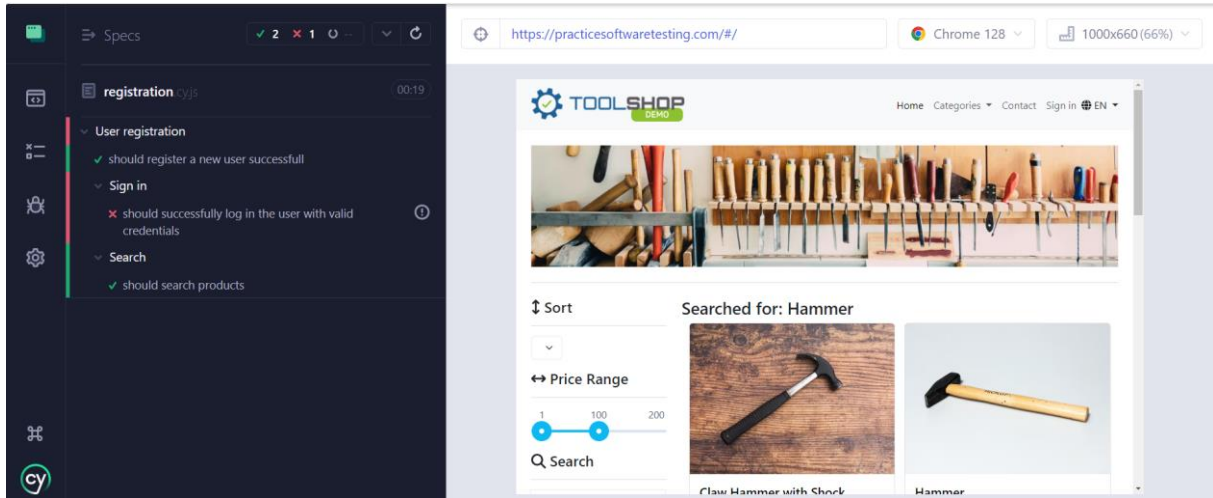 Specs
2 1 --
https://practicesoftwaretesting.com/#/
Chrome 128
1000x660 (66%)
registration.cy.js
00:19
User registration
should register a new user successfull
Sign in
should successfully log in the user with valid
credentials
Search
should search products
cy
TOOLSHOP
DEMO
Home Categories Contact Sign in EN
Sort
Price Range
1 100 200
Search
Searched for: Hammer
Claw Hammer with Shock
Hammer